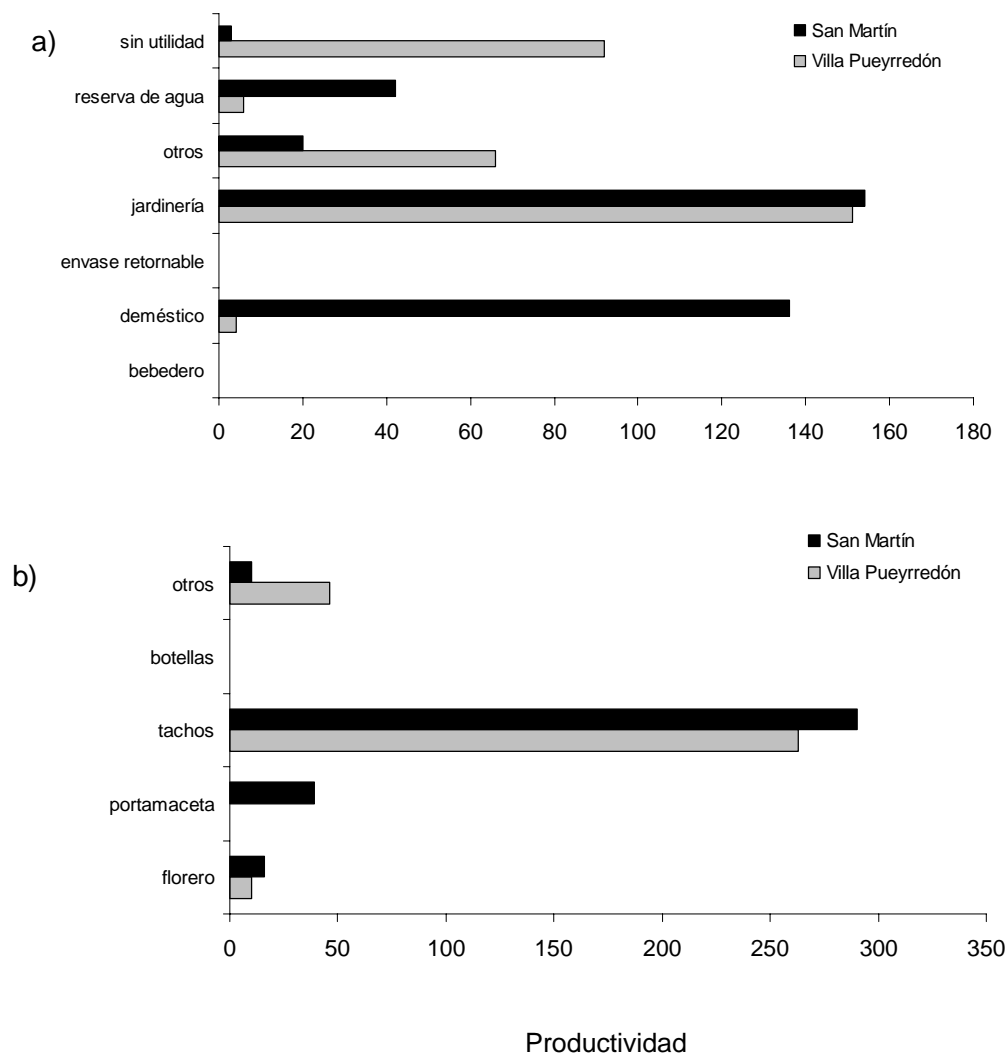 a)
San Martín
Villa Pueyrredón
sin utilidad
reserva de agua
otros
jardinería
envase retornable
deméstico
bebedero
0 20 40 60 80 100 120 140 160 180
b)
San Martín
Villa Pueyrredón
otros
botellas
tachos
portamaceta
florero
0 50 100 150 200 250 300 350
Productividad